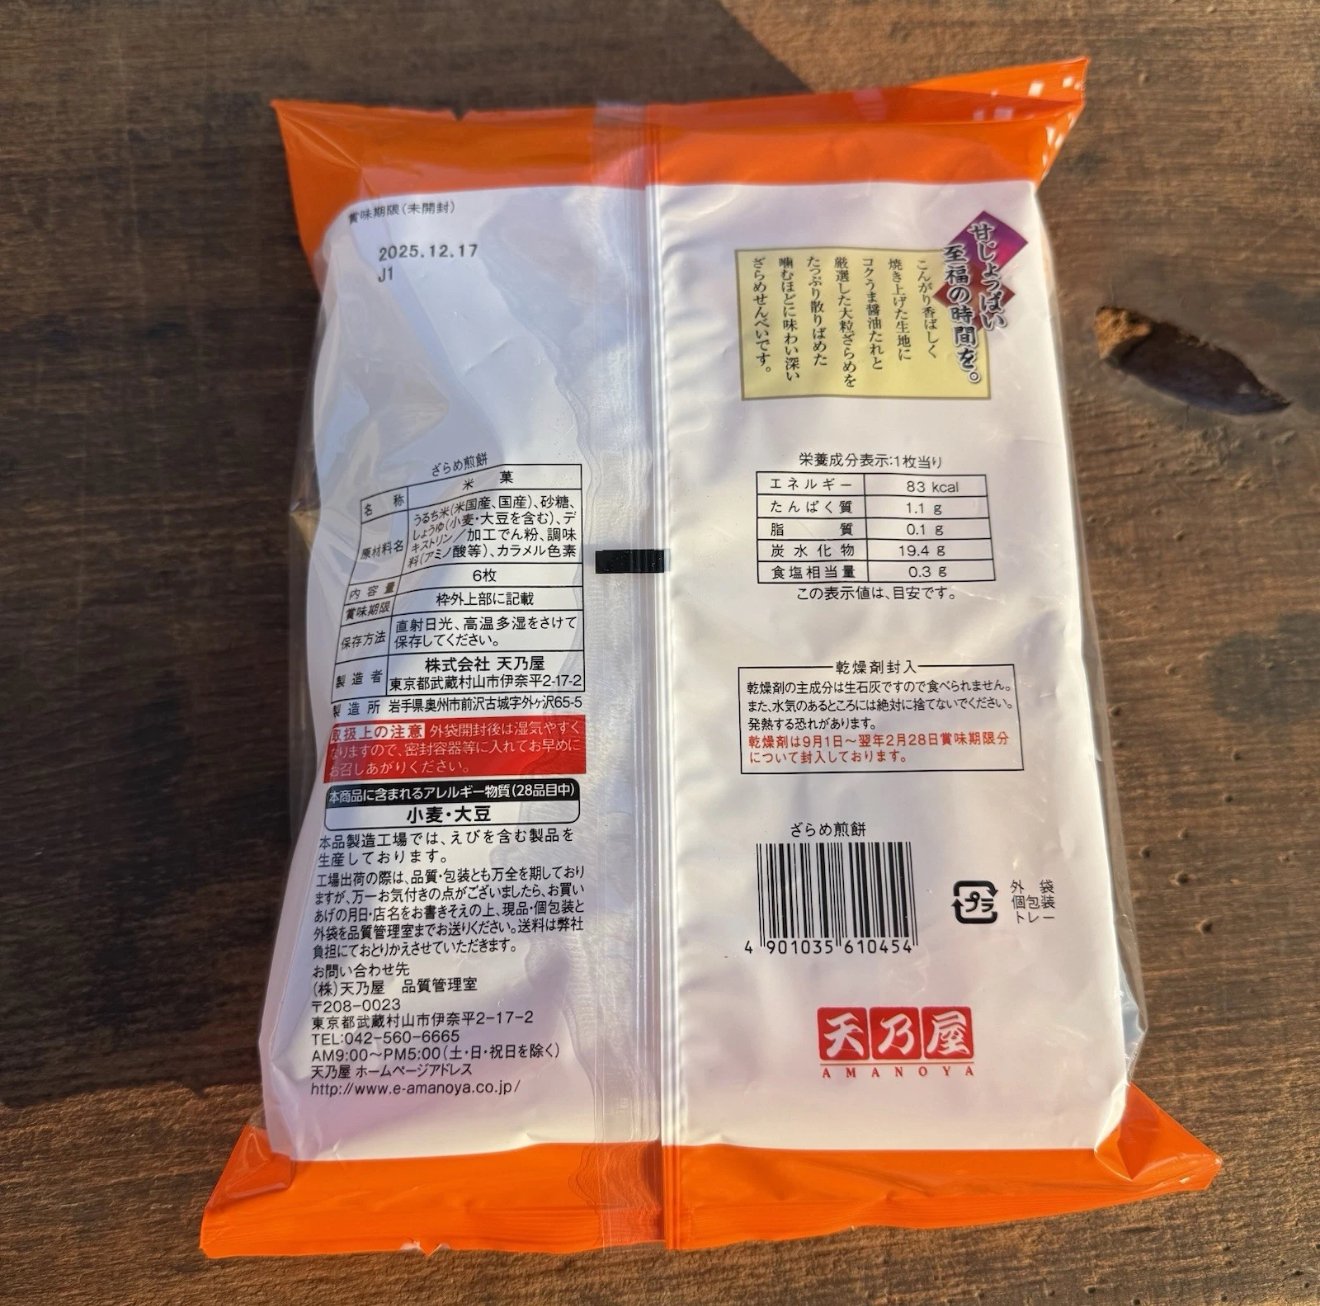 賞味期限(未開封)
2025.12.17
J1
ざらめ煎餅
名称 米菓
原材料名 うるち米(米国産、国産)、砂糖、
しょうゆ(小麦・大豆を含む)、デ
キストリン/加工でん粉、調味
料(アミノ酸等)、カラメル色素
内容量 6枚
賞味期限 枠外上部に記載
保存方法 直射日光、高温多湿をさけて
保存してください。
製造者 株式会社 天乃屋
東京都武蔵村山市伊奈平2-17-2
製造所 岩手県奥州市前沢古城字外ヶ沢65-5
取扱上の注意 外袋開封後は湿気やすく
なりますので、密封容器等に入れてお早めに
お召しあがりください。
本商品に含まれるアレルギー物質(28品目中)
小麦・大豆
本品製造工場では、えびを含む製品を
生産しております。
工場出荷の際は、品質・包装とも万全を期しており
ますが、万一お気付きの点がございましたら、お買い
あげの月日・店名をお書きそえの上、現品・個包装と
外袋を品質管理室までお送りください。送料は弊社
負担にておとりかえさせていただきます。
お問い合わせ先
(株)天乃屋 品質管理室
〒208-0023
東京都武蔵村山市伊奈平2-17-2
TEL:042-560-6665
AM9:00~PM5:00(土・日・祝日を除く)
天乃屋 ホームページアドレス
http://www.e-amanoya.co.jp/
甘じょっぱい
至福の時間を。
こんがり香ばしく
焼き上げた生地に
コクうま醤油たれと
厳選した大粒ざらめを
たっぷり散りばめた
噛むほどに味わい深い
ざらめせんべいです。
栄養成分表示:1枚当り
エネルギー 83 kcal
たんぱく質 1.1 g
脂質 0.1 g
炭水化物 19.4 g
食塩相当量 0.3 g
この表示値は、目安です。
乾燥剤封入
乾燥剤の主成分は生石灰ですので食べられません。
また、水気のあるところには絶対に捨てないでください。
発熱する恐れがあります。
乾燥剤は9月1日~翌年2月28日賞味期限分
について封入しております。
ざらめ煎餅
4 901035 610454
プラ
外袋
個包装
トレー
天乃屋
AMANOYA